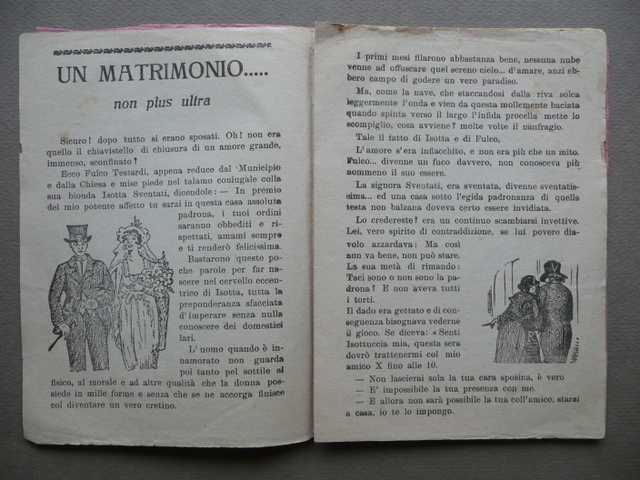 UN MATRIMONIO.....
non plus ultra
Sicuro! dopo tutto si erano sposati. Oh! non era
quello il chiavistello di chiusura di un amore grande,
immenso, sconfinato!
Ecco Fulco Testardi, appena reduce dal Municipio
e dalla Chiesa e mise piede nel talamo coniugale colla
sua bionda Isotta Sventati, dicendole: — In premio
del mio potente affetto tu sarai in questa casa assoluta
padrona, i tuoi ordini
saranno obbediti e ri-
spettati, amami sempre
e ti renderò felicissima.
Bastarono queste po-
che parole per far na-
scere nel cervello eccen-
trico di Isotta, tutta la
preponderanza sfacciata
d'imperare senza nulla
conoscere dei domestici
lari.
L'uomo quando è in-
namorato non guarda
poi tanto pel sottile al
fisico, al morale e ad altre qualità che la donna pos-
siede in mille forme e senza che se ne accorga finisce
col diventare un vero cretino.
I primi mesi filarono abbastanza bene, nessuna nube
venne ad offuscare quel sereno cielo... d'amare, anzi eb-
bero campo di godere un vero paradiso.
Ma, come la nave, che staccandosi dalla riva solca
leggermente l'onda e vien da questa mollemente baciata
quando spinta verso il largo l'infida procella mette lo
scompiglio, cosa avviene? molte volte il naufragio.
Tale il fatto di Isotta e di Fulco,
L'amore s'era infiacchito, e non era più che un mito.
Fulco... divenne un fuco davvero, non conosceva più
nommeno il suo essere.
La signora Sventati, era sventata, divenne sventatis-
sima... ed una casa sotto l'egida padronanza di quella
testa non balzana doveva certo essere invidiata.
Lo credereste? era un continuo scambiarsi invettive.
Lei, vero spirito di contraddizione, se lui povero dia-
volo azzardava: Ma così
non va bene, non può stare.
La sua metà di rimando:
Taci sono o non sono la pa-
drona? E non aveva tutti
i torti.
Il dado era gettato e di con-
seguenza bisognava vederne
il gioco. Se diceva: «Senti
Isottuccia mia, questa sera
dovrò trattenermi col mio
amico X fino alle 10.
— Non lascierai sola la tua cara sposina, è vero
— E' impossibile la tua presenza con me.
— E allora non sarà possibile la tua coll'amico, starai
a casa, io te lo impongo.